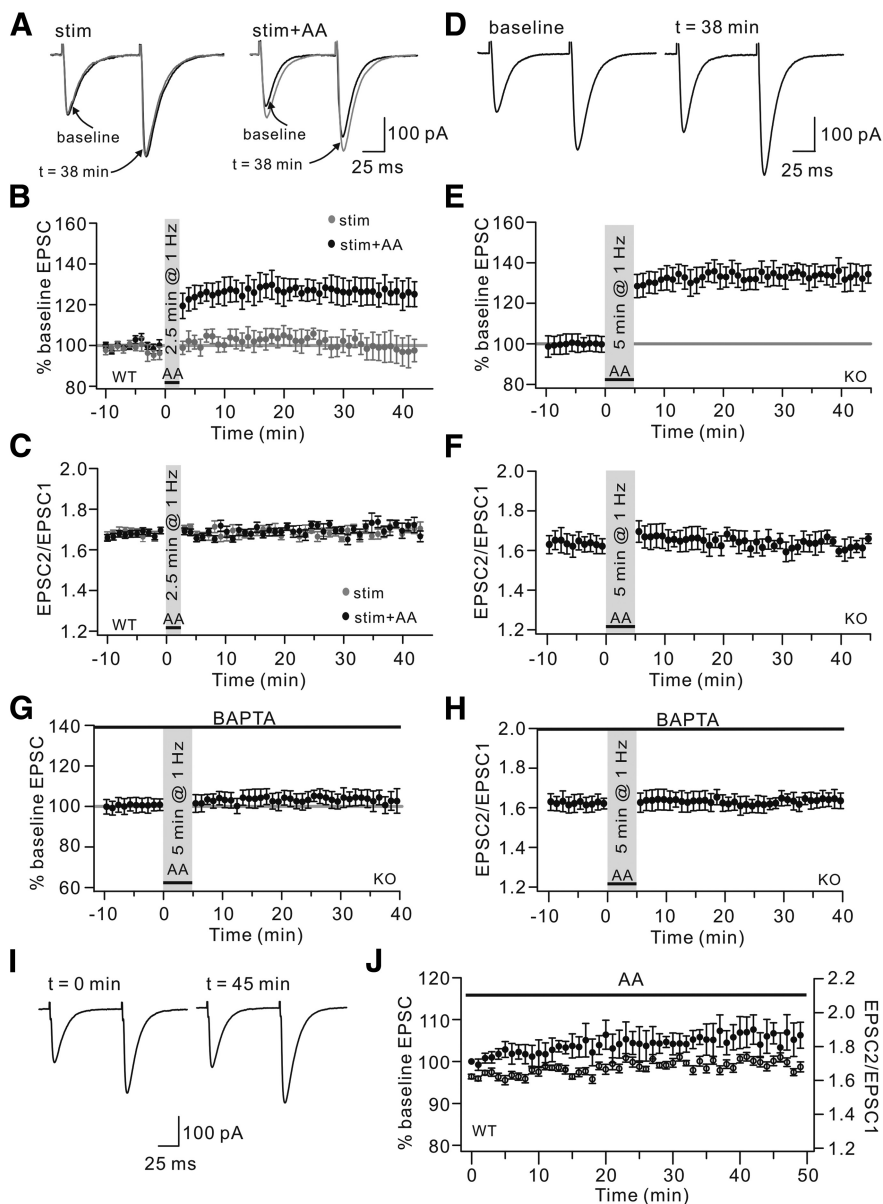 A
stim
stim+AA
baseline
t = 38 min
baseline
t = 38 min
100 pA
25 ms
D
baseline
t = 38 min
100 pA
25 ms
B
% baseline EPSC
160
140
120
100
80
2.5 min @ 1 Hz
AA
stim
stim+AA
WT
-10
0
10
20
30
40
Time (min)
E
% baseline EPSC
160
140
120
100
80
5 min @ 1 Hz
AA
KO
-10
0
10
20
30
40
Time (min)
C
EPSC2/EPSC1
2.0
1.8
1.6
1.4
1.2
2.5 min @ 1 Hz
AA
stim
stim+AA
WT
-10
0
10
20
30
40
Time (min)
F
EPSC2/EPSC1
2.0
1.8
1.6
1.4
1.2
5 min @ 1 Hz
AA
KO
-10
0
10
20
30
40
Time (min)
G
BAPTA
% baseline EPSC
140
120
100
80
60
5 min @ 1 Hz
AA
KO
-10
0
10
20
30
40
Time (min)
H
BAPTA
EPSC2/EPSC1
2.0
1.8
1.6
1.4
1.2
5 min @ 1 Hz
AA
KO
-10
0
10
20
30
40
Time (min)
I
t = 0 min
t = 45 min
100 pA
25 ms
J
AA
% baseline EPSC
120
110
100
90
80
EPSC2/EPSC1
2.2
2.0
1.8
1.6
1.4
1.2
WT
0
10
20
30
40
50
Time (min)